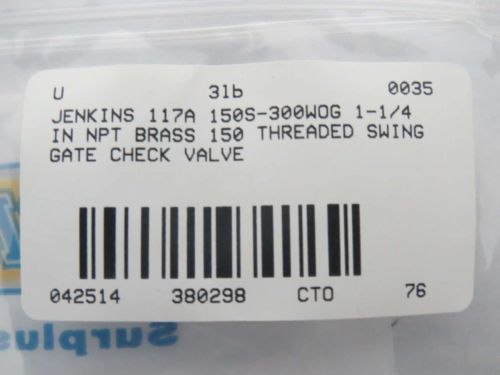 U 3lb 0035
JENKINS 117A 150S-300WOG 1-1/4
IN NPT BRASS 150 THREADED SWING
GATE CHECK VALVE
042514 380298 CTO 76
Surplus